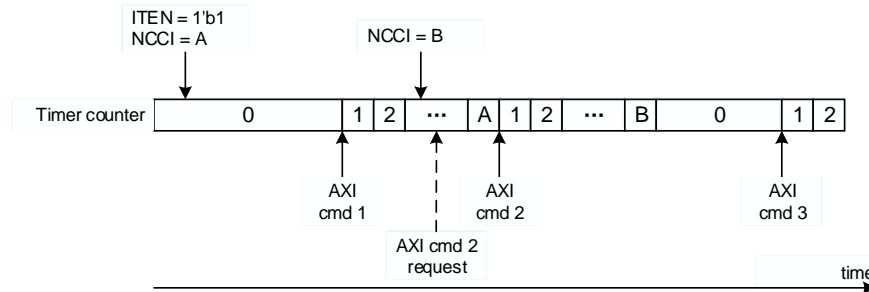 ITEN = 1'b1
NCCI = A
NCCI = B
Timer counter 0 1 2 ... A 1 2 ... B 0 1 2
AXI
cmd 1
AXI
cmd 2
AXI
cmd 3
AXI cmd 2
request
time